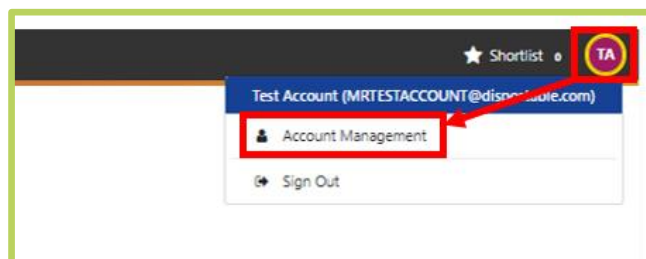 Shortlist 0 TA
Test Account (MRTESTACCOUNT@disposable.com)
Account Management
Sign Out